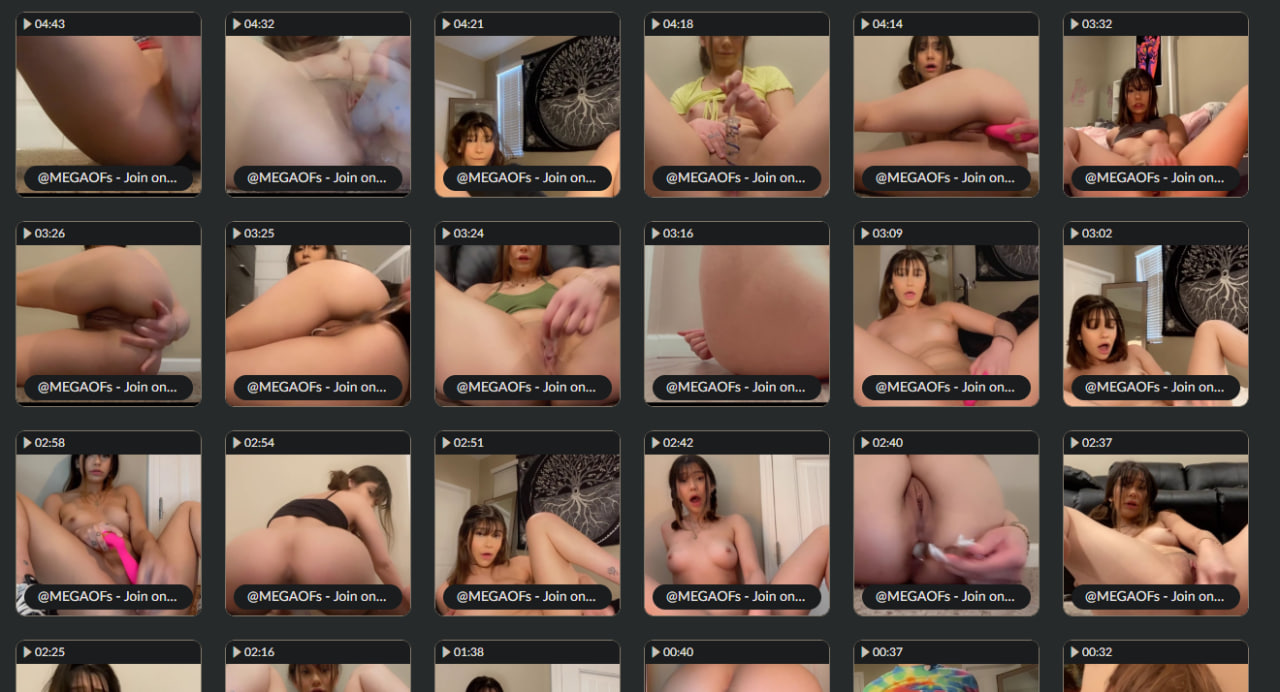 04:43
04:32
04:21
04:18
04:14
03:32
@MEGAOFs - Join on...
@MEGAOFs - Join on...
@MEGAOFs - Join on...
@MEGAOFs - Join on...
@MEGAOFs - Join on...
@MEGAOFs - Join on...
03:26
03:25
03:24
03:16
03:09
03:02
@MEGAOFs - Join on...
@MEGAOFs - Join on...
@MEGAOFs - Join on...
@MEGAOFs - Join on...
@MEGAOFs - Join on...
@MEGAOFs - Join on...
02:58
02:54
02:51
02:42
02:40
02:37
@MEGAOFs - Join on...
@MEGAOFs - Join on...
@MEGAOFs - Join on...
@MEGAOFs - Join on...
@MEGAOFs - Join on...
@MEGAOFs - Join on...
02:25
02:16
01:38
00:40
00:37
00:32